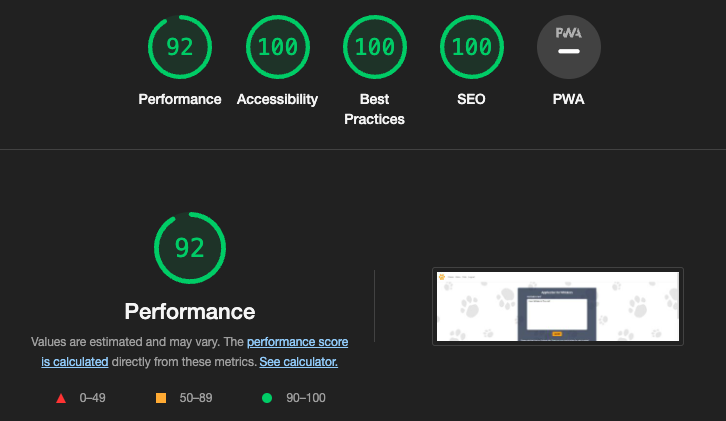 92
100
100
100
PWA
Performance
Accessibility
Best
Practices
SEO
PWA
92
Performance
Values are estimated and may vary. The performance score
is calculated directly from these metrics. See calculator.
0–49
50–89
90–100